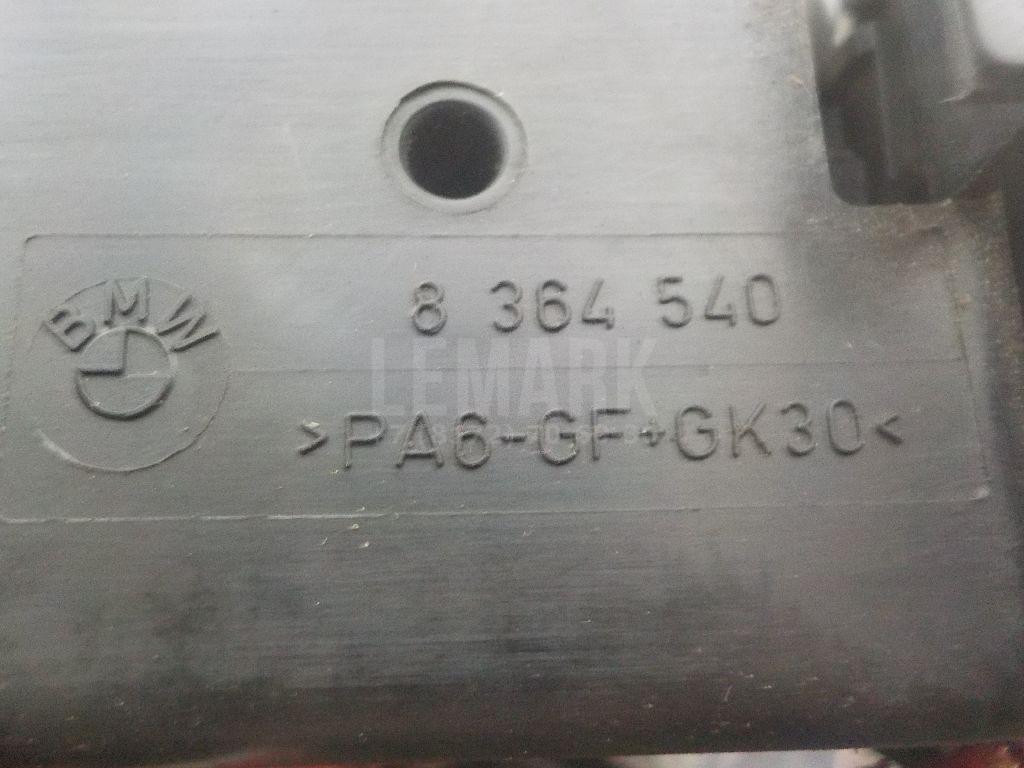 BMW
8 364 540
LEMARK
>PA6-GF+GK30<